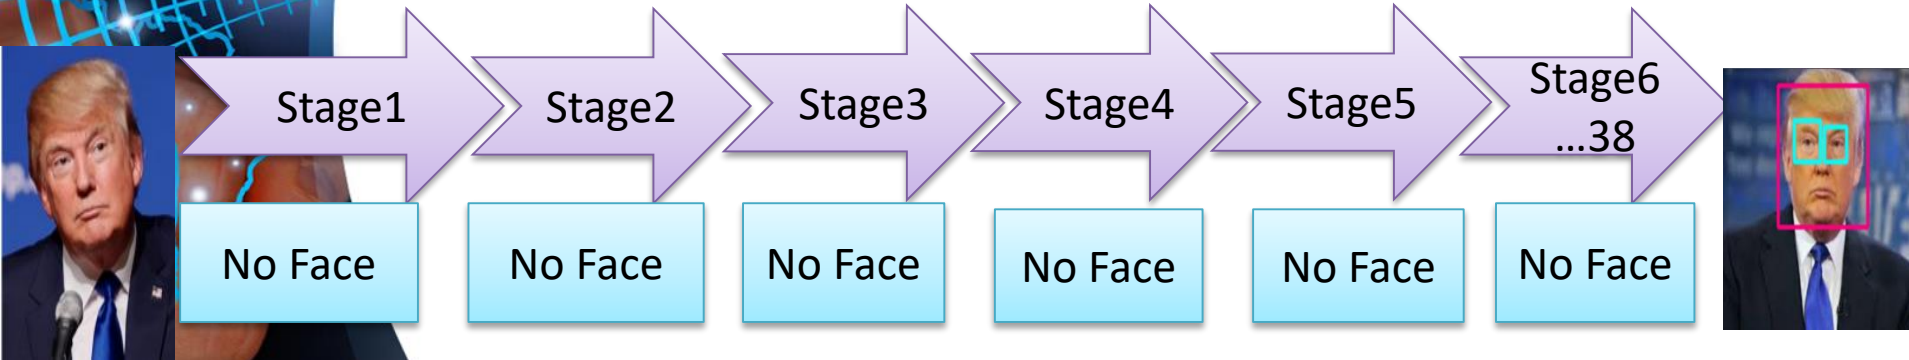 Stage1
Stage2
Stage3
Stage4
Stage5
Stage6
...38
No Face
No Face
No Face
No Face
No Face
No Face